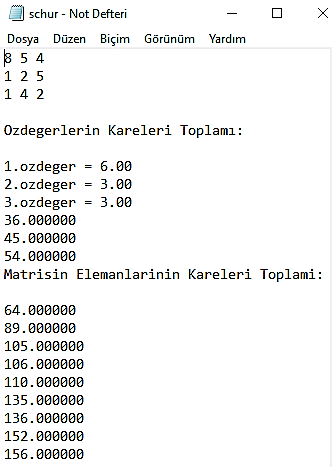 schur - Not Defteri
Dosya Düzen Biçim Görünüm Yardım
8 5 4
1 2 5
1 4 2
Ozdegerlerin Kareleri Toplamı:
1.ozdeger = 6.00
2.ozdeger = 3.00
3.ozdeger = 3.00
36.000000
45.000000
54.000000
Matrisin Elemanlarinin Kareleri Toplami:
64.000000
89.000000
105.000000
106.000000
110.000000
135.000000
136.000000
152.000000
156.000000